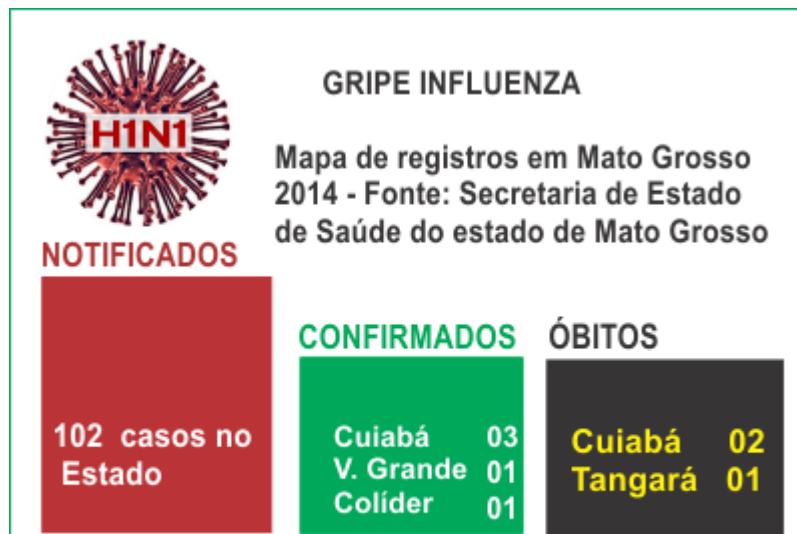 H1N1
GRIPE INFLUENZA
Mapa de registros em Mato Grosso
2014 - Fonte: Secretaria de Estado
de Saúde do estado de Mato Grosso
NOTIFICADOS
102 casos no
Estado
CONFIRMADOS
Cuiabá 03
V. Grande 01
Colíder 01
ÓBITOS
Cuiabá 02
Tangará 01